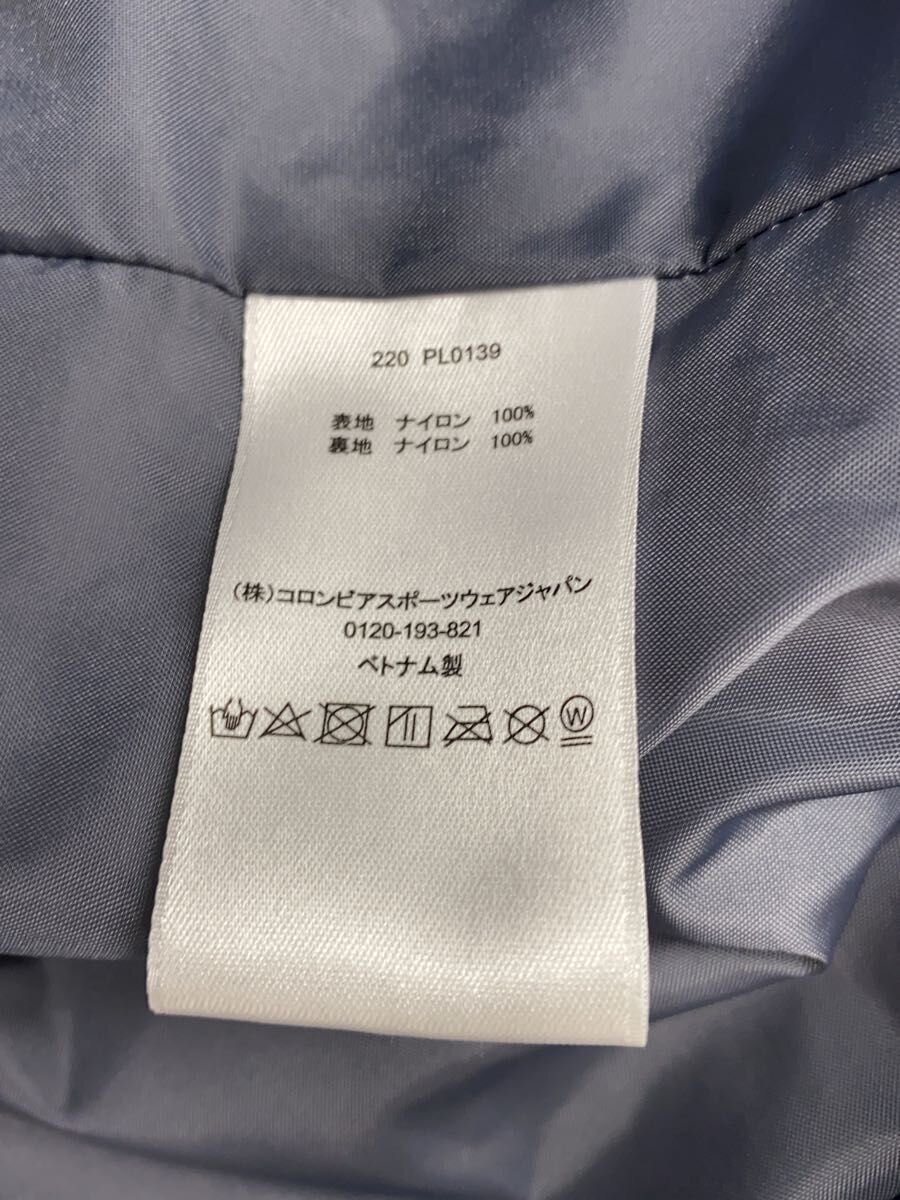 220 PL0139
表地 ナイロン 100%
裏地 ナイロン 100%
(株)コロンビアスポーツウェアジャパン
0120-193-821
ベトナム製
W